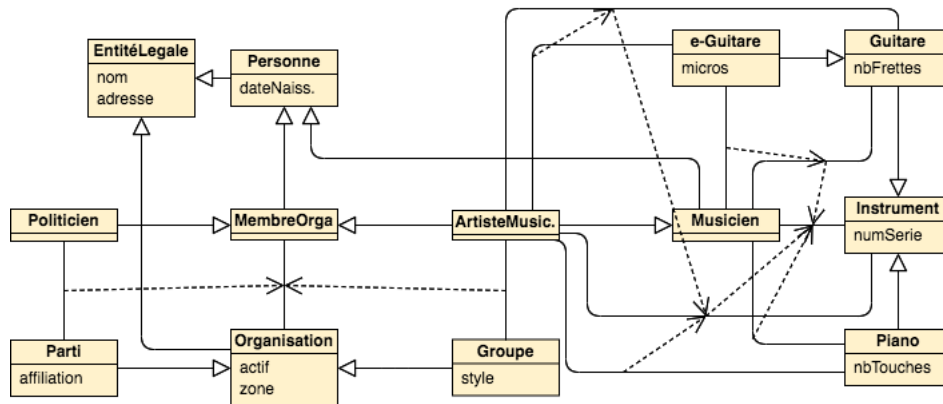 EntitéLegale
nom
adresse
Personne
dateNaiss.
e-Guitare
micros
Guitare
nbFrettes
Politicien
MembreOrga
ArtisteMusic.
Musicien
Instrument
numSerie
Parti
affiliation
Organisation
actif
zone
Groupe
style
Piano
nbTouches